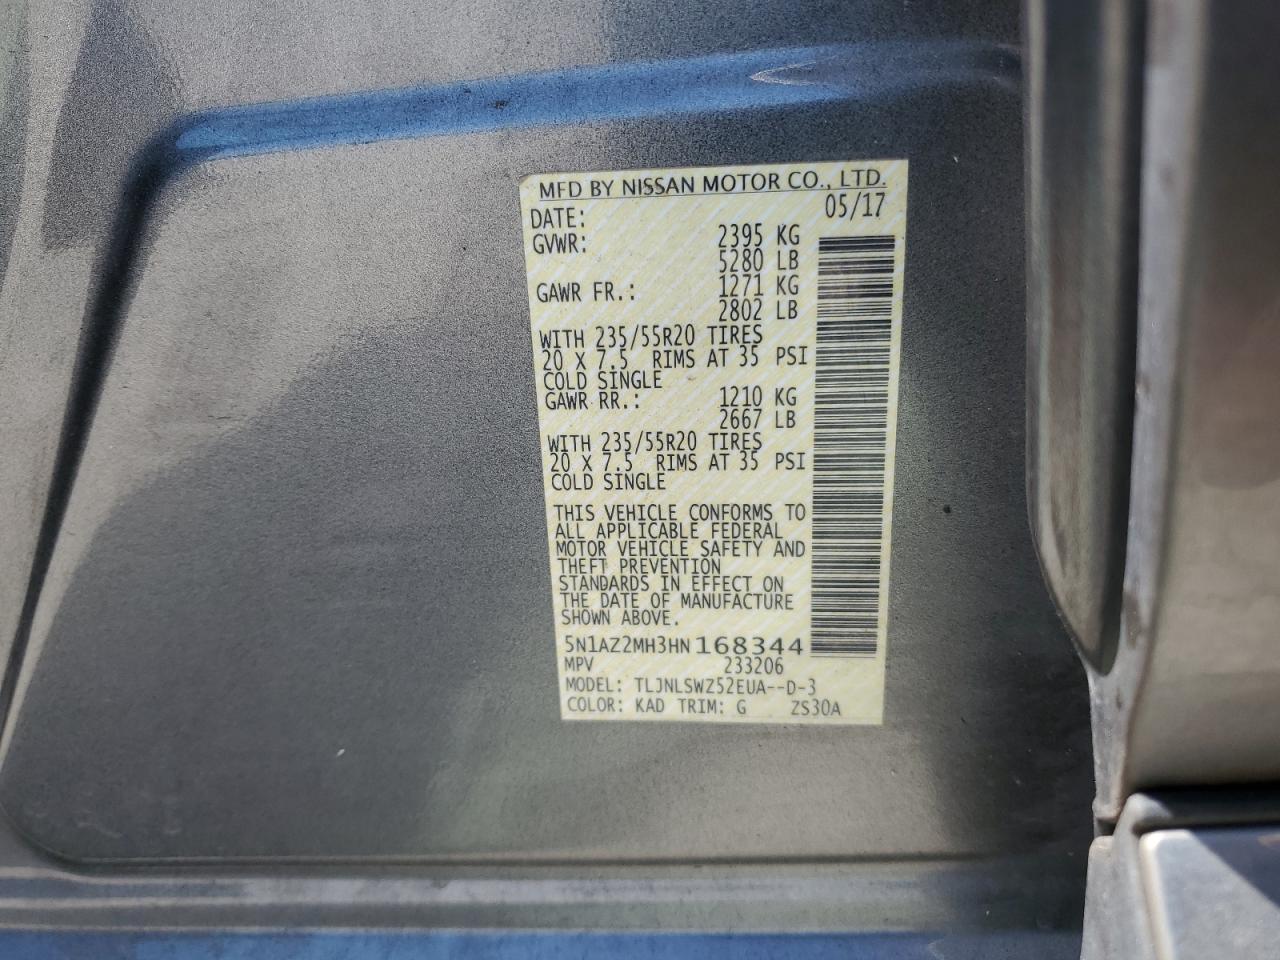 MFD BY NISSAN MOTOR CO., LTD.
DATE: 05/17
GVWR: 2395 KG
5280 LB
GAWR FR.: 1271 KG
2802 LB
WITH 235/55R20 TIRES
20 X 7.5 RIMS AT 35 PSI
COLD SINGLE
GAWR RR.: 1210 KG
2667 LB
WITH 235/55R20 TIRES
20 X 7.5 RIMS AT 35 PSI
COLD SINGLE
THIS VEHICLE CONFORMS TO
ALL APPLICABLE FEDERAL
MOTOR VEHICLE SAFETY AND
THEFT PREVENTION
STANDARDS IN EFFECT ON
THE DATE OF MANUFACTURE
SHOWN ABOVE.
5N1AZ2MH3HN168344
MPV 233206
MODEL: TLJNLSWZ52EUA--D-3
COLOR: KAD TRIM: G ZS30A